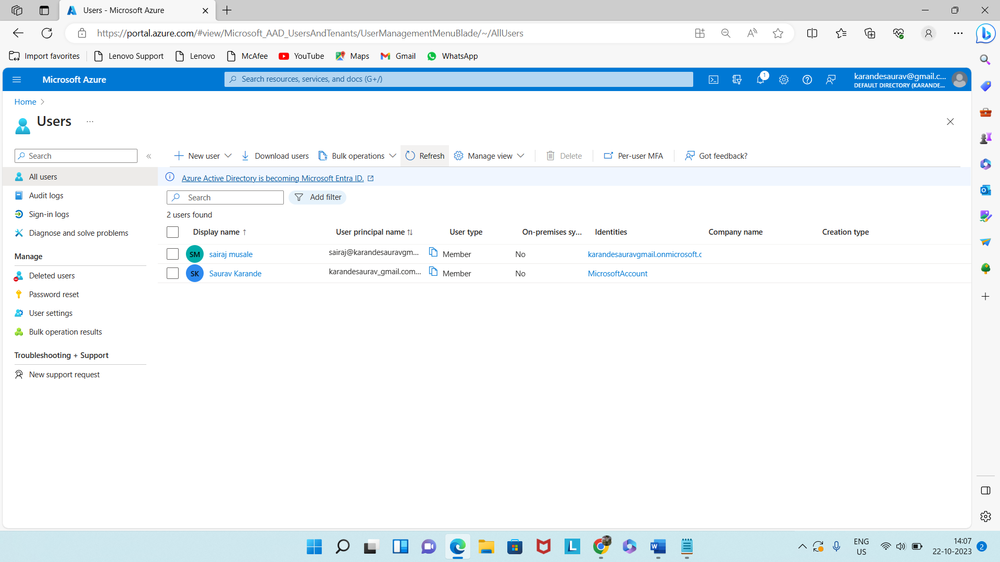 Users - Microsoft Azure
https://portal.azure.com/#view/Microsoft_AAD_UsersAndTenants/UserManagementMenuBlade/~/AllUsers
Import favorites Lenovo Support Lenovo McAfee YouTube Maps Gmail WhatsApp
Microsoft Azure
Search resources, services, and docs (G+/)
1
karandesaurav@gmail.c...
DEFAULT DIRECTORY (KARANDE...
Home
Users ...
Search
New user Download users Bulk operations Refresh Manage view Delete Per-user MFA Got feedback?
All users
Audit logs
Sign-in logs
Diagnose and solve problems
Manage
Deleted users
Password reset
User settings
Bulk operation results
Troubleshooting + Support
New support request
Azure Active Directory is becoming Microsoft Entra ID.
Search Add filter
2 users found
Display name ↑ User principal name ↑↓ User type On-premises sy... Identities Company name Creation type
SM sairaj musale sairaj@karandesauravgm... Member No karandesauravgmail.onmicrosoft.c
SK Saurav Karande karandesaurav_gmail.com... Member No MicrosoftAccount
ENG
US
14:07
22-10-2023
2